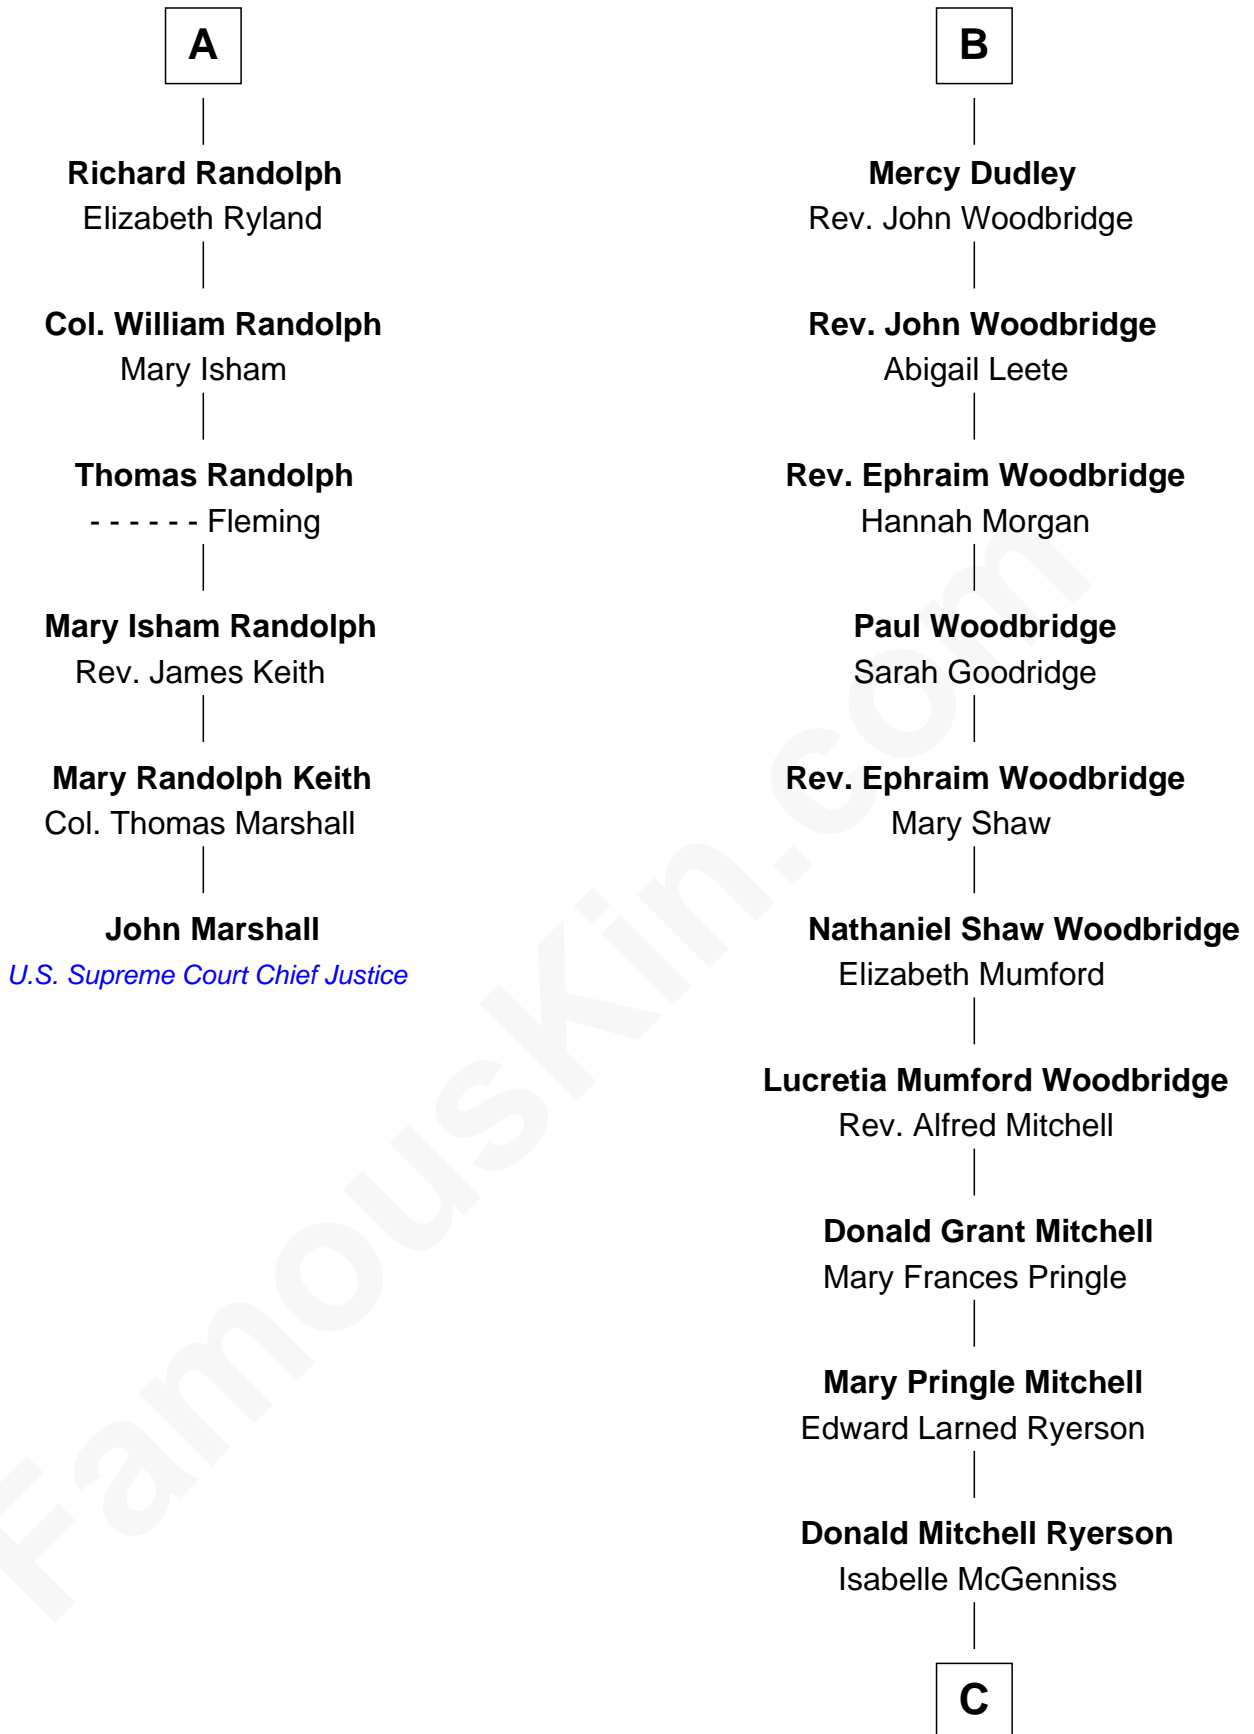 A
Richard Randolph
Elizabeth Ryland
Col. William Randolph
Mary Isham
Thomas Randolph
- - - - - - Fleming
Mary Isham Randolph
Rev. James Keith
Mary Randolph Keith
Col. Thomas Marshall
John Marshall
U.S. Supreme Court Chief Justice
B
Mercy Dudley
Rev. John Woodbridge
Rev. John Woodbridge
Abigail Leete
Rev. Ephraim Woodbridge
Hannah Morgan
Paul Woodbridge
Sarah Goodridge
Rev. Ephraim Woodbridge
Mary Shaw
Nathaniel Shaw Woodbridge
Elizabeth Mumford
Lucretia Mumford Woodbridge
Rev. Alfred Mitchell
Donald Grant Mitchell
Mary Frances Pringle
Mary Pringle Mitchell
Edward Larned Ryerson
Donald Mitchell Ryerson
Isabelle McGenniss
C
FamousKin.com